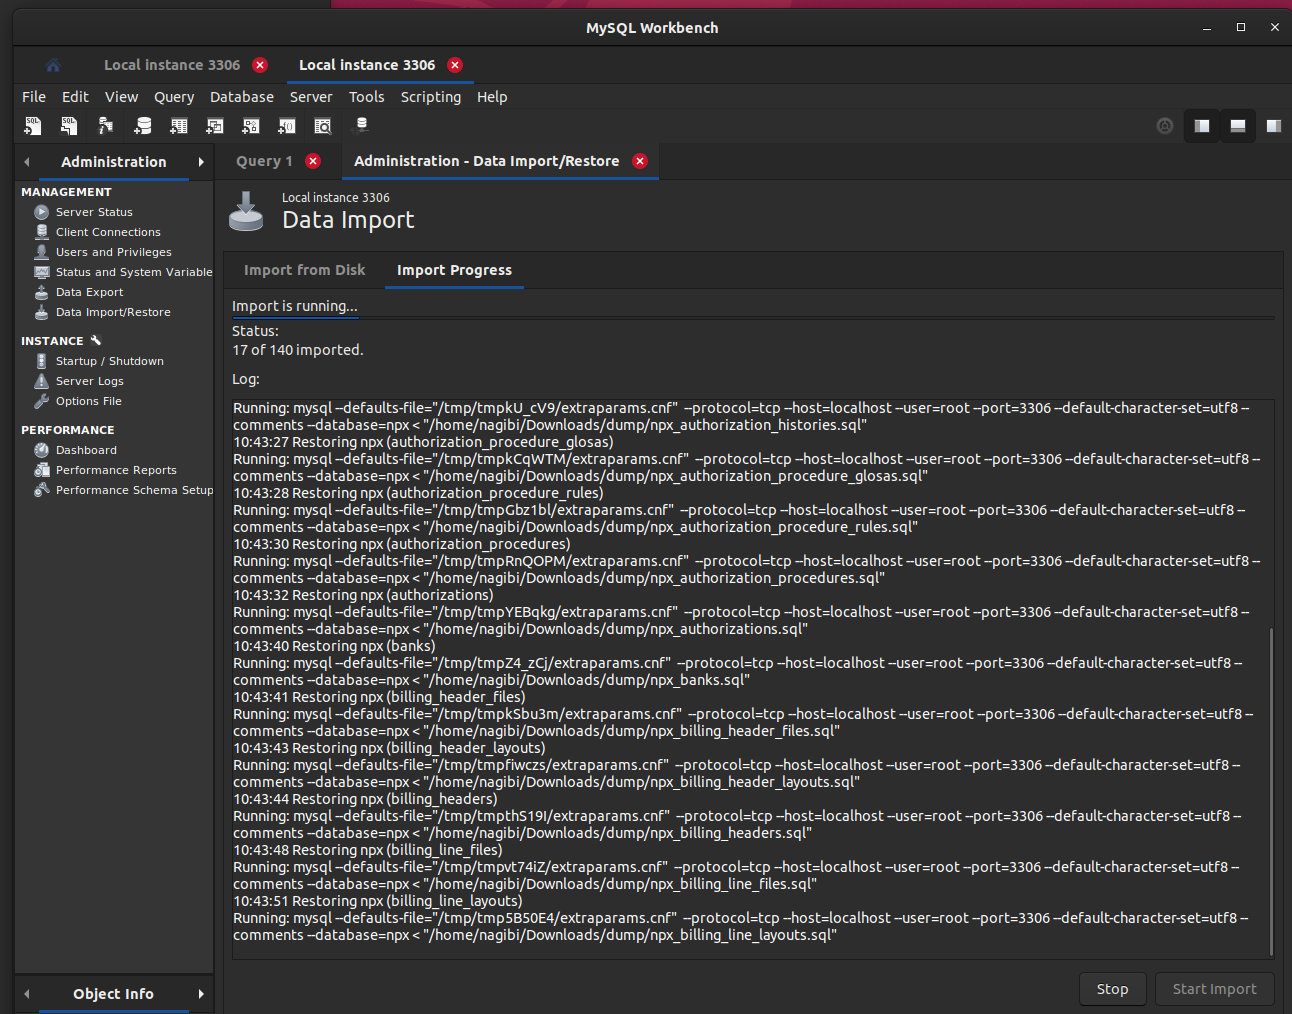 MySQL Workbench
Local instance 3306 Local instance 3306
File Edit View Query Database Server Tools Scripting Help
Administration
Query 1 Administration - Data Import/Restore
MANAGEMENT
Server Status
Client Connections
Users and Privileges
Status and System Variable
Data Export
Data Import/Restore
INSTANCE
Startup / Shutdown
Server Logs
Options File
PERFORMANCE
Dashboard
Performance Reports
Performance Schema Setup
Object Info
Local instance 3306
Data Import
Import from Disk Import Progress
Import is running...
Status:
17 of 140 imported.
Log:
Running: mysql --defaults-file="/tmp/tmpkU_cV9/extraparams.cnf" --protocol=tcp --host=localhost --user=root --port=3306 --default-character-set=utf8 --
comments --database=npx < "/home/nagibi/Downloads/dump/npx_authorization_histories.sql"
10:43:27 Restoring npx (authorization_procedure_glosas)
Running: mysql --defaults-file="/tmp/tmpkCqWTM/extraparams.cnf" --protocol=tcp --host=localhost --user=root --port=3306 --default-character-set=utf8 --
comments --database=npx < "/home/nagibi/Downloads/dump/npx_authorization_procedure_glosas.sql"
10:43:28 Restoring npx (authorization_procedure_rules)
Running: mysql --defaults-file="/tmp/tmpGbz1bl/extraparams.cnf" --protocol=tcp --host=localhost --user=root --port=3306 --default-character-set=utf8 --
comments --database=npx < "/home/nagibi/Downloads/dump/npx_authorization_procedure_rules.sql"
10:43:30 Restoring npx (authorization_procedures)
Running: mysql --defaults-file="/tmp/tmpRnQOPM/extraparams.cnf" --protocol=tcp --host=localhost --user=root --port=3306 --default-character-set=utf8 --
comments --database=npx < "/home/nagibi/Downloads/dump/npx_authorization_procedures.sql"
10:43:32 Restoring npx (authorizations)
Running: mysql --defaults-file="/tmp/tmpYEBqkg/extraparams.cnf" --protocol=tcp --host=localhost --user=root --port=3306 --default-character-set=utf8 --
comments --database=npx < "/home/nagibi/Downloads/dump/npx_authorizations.sql"
10:43:40 Restoring npx (banks)
Running: mysql --defaults-file="/tmp/tmpZ4_zCj/extraparams.cnf" --protocol=tcp --host=localhost --user=root --port=3306 --default-character-set=utf8 --
comments --database=npx < "/home/nagibi/Downloads/dump/npx_banks.sql"
10:43:41 Restoring npx (billing_header_files)
Running: mysql --defaults-file="/tmp/tmpkSbu3m/extraparams.cnf" --protocol=tcp --host=localhost --user=root --port=3306 --default-character-set=utf8 --
comments --database=npx < "/home/nagibi/Downloads/dump/npx_billing_header_files.sql"
10:43:43 Restoring npx (billing_header_layouts)
Running: mysql --defaults-file="/tmp/tmpfiwczs/extraparams.cnf" --protocol=tcp --host=localhost --user=root --port=3306 --default-character-set=utf8 --
comments --database=npx < "/home/nagibi/Downloads/dump/npx_billing_header_layouts.sql"
10:43:44 Restoring npx (billing_headers)
Running: mysql --defaults-file="/tmp/tmpthS19I/extraparams.cnf" --protocol=tcp --host=localhost --user=root --port=3306 --default-character-set=utf8 --
comments --database=npx < "/home/nagibi/Downloads/dump/npx_billing_headers.sql"
10:43:48 Restoring npx (billing_line_files)
Running: mysql --defaults-file="/tmp/tmpvt74iZ/extraparams.cnf" --protocol=tcp --host=localhost --user=root --port=3306 --default-character-set=utf8 --
comments --database=npx < "/home/nagibi/Downloads/dump/npx_billing_line_files.sql"
10:43:51 Restoring npx (billing_line_layouts)
Running: mysql --defaults-file="/tmp/tmp5B50E4/extraparams.cnf" --protocol=tcp --host=localhost --user=root --port=3306 --default-character-set=utf8 --
comments --database=npx < "/home/nagibi/Downloads/dump/npx_billing_line_layouts.sql"
Stop Start Import